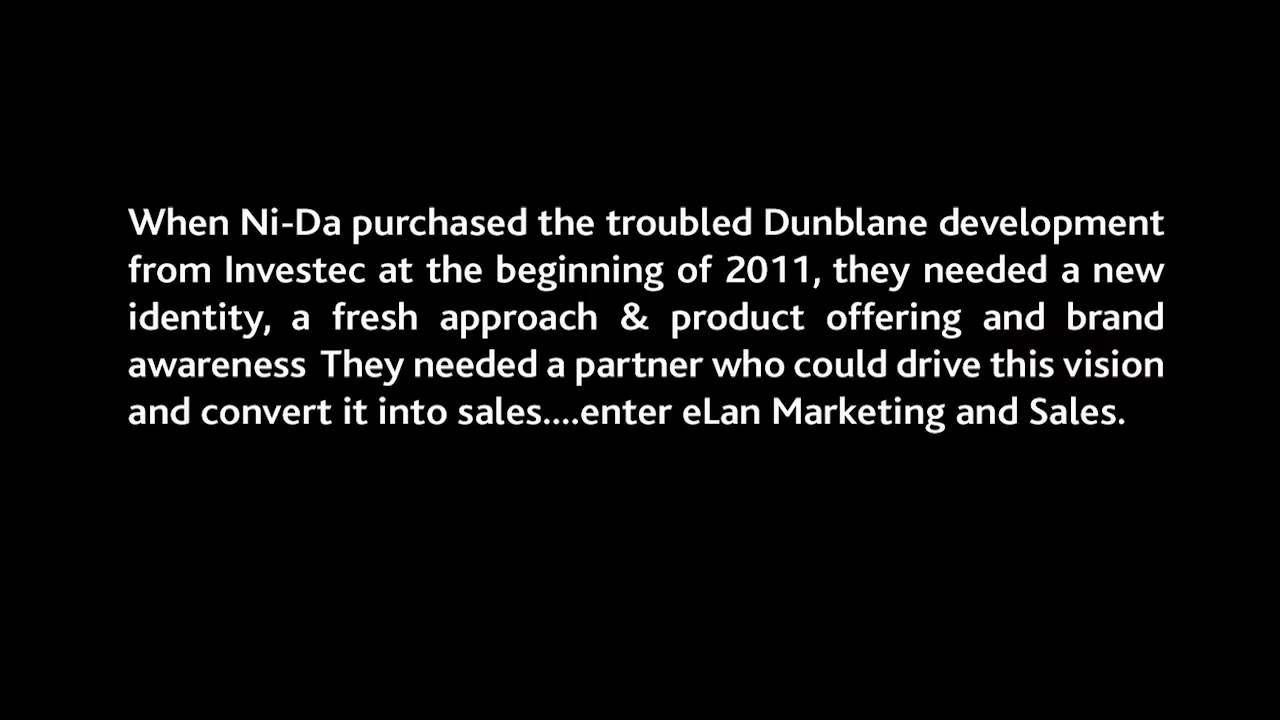 When Ni-Da purchased the troubled Dunblane development
from Investec at the beginning of 2011, they needed a new
identity, a fresh approach & product offering and brand
awareness They needed a partner who could drive this vision
and convert it into sales....enter eLan Marketing and Sales.